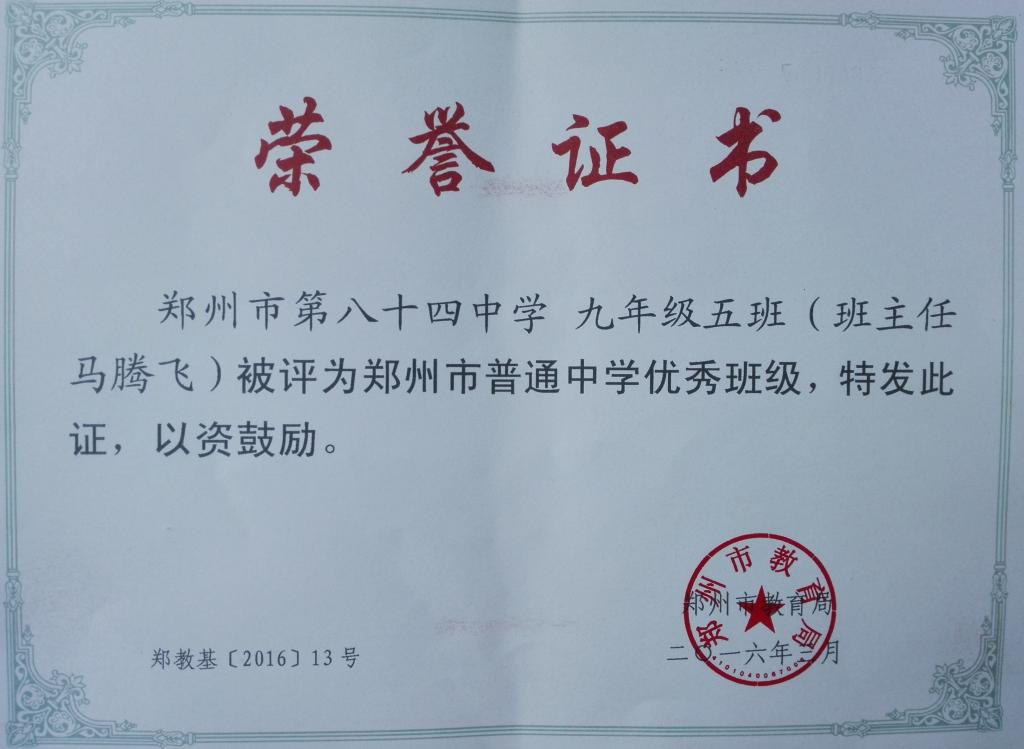 荣誉证书
郑州市第八十四中学 九年级五班（班主任
马腾飞）被评为郑州市普通中学优秀班级，特发此
证，以资鼓励。
郑州市教育局
郑州市教育局
郑教基〔2016〕13号
二〇一六年三月